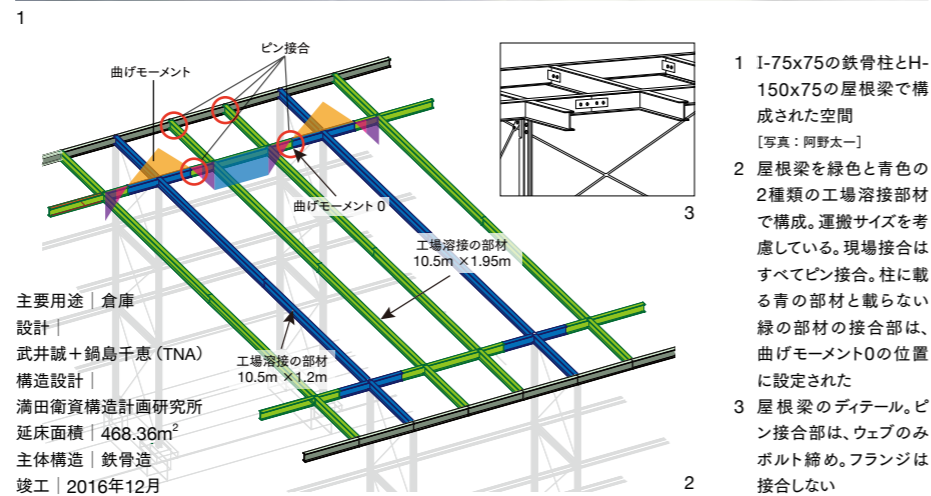 1
ピン接合
曲げモーメント
曲げモーメント 0
工場溶接の部材
10.5m ×1.95m
工場溶接の部材
10.5m ×1.2m
3
主要用途｜倉庫
設計｜
武井誠＋鍋島千恵（TNA）
構造設計｜
満田衛資構造計画研究所
延床面積｜468.36m²
主体構造｜鉄骨造
竣工｜2016年12月
2
1 I-75x75の鉄骨柱とH-
150x75の屋根梁で構
成された空間
［写真：阿野太一］
2 屋根梁を緑色と青色の
2種類の工場溶接部材
で構成。運搬サイズを考
慮している。現場接合は
すべてピン接合。柱に載
る青の部材と載らない
緑の部材の接合部は、
曲げモーメント0の位置
に設定された
3 屋根梁のディテール。ピ
ン接合部は、ウェブのみ
ボルト締め。フランジは
接合しない